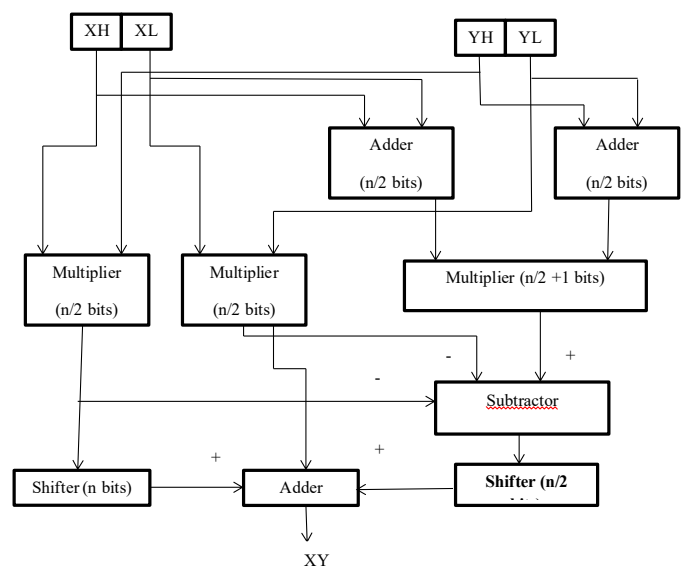 XH XL
YH YL
Adder
(n/2 bits)
Adder
(n/2 bits)
Multiplier
(n/2 bits)
Multiplier
(n/2 bits)
Multiplier (n/2 +1 bits)
-
+
-
Subtractor
+
+
Shifter (n bits)
Adder
Shifter (n/2
XY